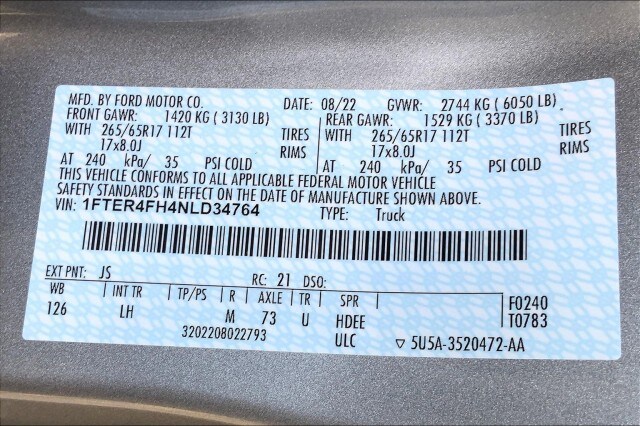 MFD. BY FORD MOTOR CO. DATE: 08/22 GVWR: 2744 KG ( 6050 LB)
FRONT GAWR: 1420 KG ( 3130 LB) REAR GAWR: 1529 KG ( 3370 LB)
WITH 265/65R17 112T TIRES WITH 265/65R17 112T TIRES
17x8.0J RIMS 17x8.0J RIMS
AT 240 kPa/ 35 PSI COLD AT 240 kPa/ 35 PSI COLD
THIS VEHICLE CONFORMS TO ALL APPLICABLE FEDERAL MOTOR VEHICLE
SAFETY STANDARDS IN EFFECT ON THE DATE OF MANUFACTURE SHOWN ABOVE.
VIN: 1FTER4FH4NLD34764 TYPE: Truck
EXT PNT: JS RC: 21 DSO:
WB INT TR TP/PS R AXLE TR SPR F0240
126 LH M 73 U HDEE T0783
3202208022793 ULC ▽ 5U5A-3520472-AA